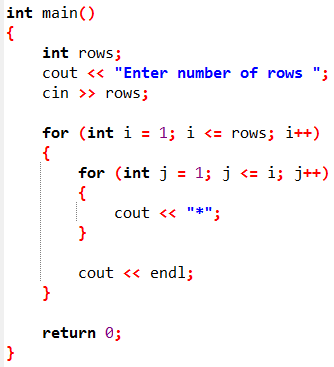 int main()
{
    int rows;
    cout << "Enter number of rows ";
    cin >> rows;

    for (int i = 1; i <= rows; i++)
    {
        for (int j = 1; j <= i; j++)
        {
            cout << "*";
        }

        cout << endl;
    }

    return 0;
}